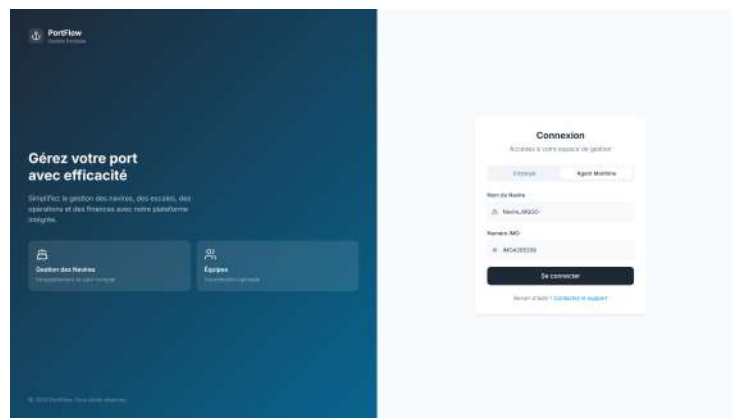 PortFlow
Gérez votre port
avec efficacité
Simplifiez la gestion des navires, des escales, des
opérations et des finances avec notre plateforme
intégrée.
Gestion des Navires
Équipes
Connexion
Accédez à votre espace de gestion
Employé
Agent Maritime
Nom du Navire
Numéro IMO
Se connecter
Besoin d'aide ? Contactez le support